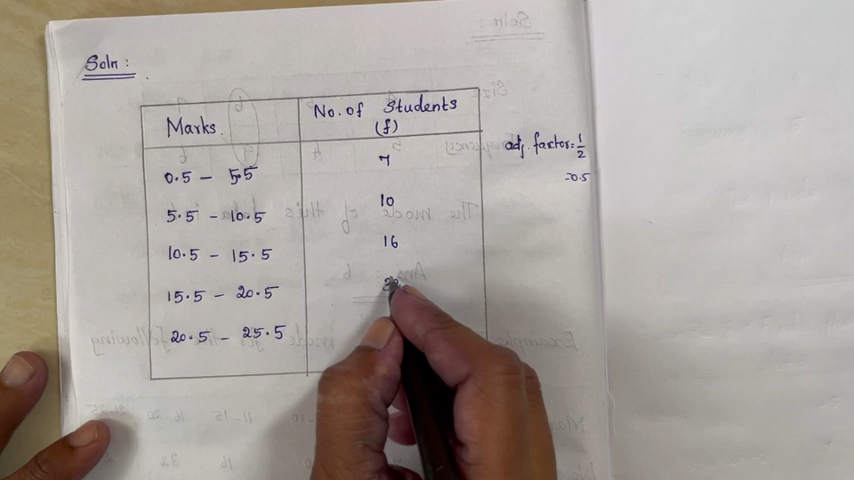 Soln :
Marks. No. of Students
(f)
0.5 - 5.5 7
5.5 - 10.5 10
10.5 - 15.5 16
15.5 - 20.5
20.5 - 25.5
adj. factor = 1/2
= 0.5